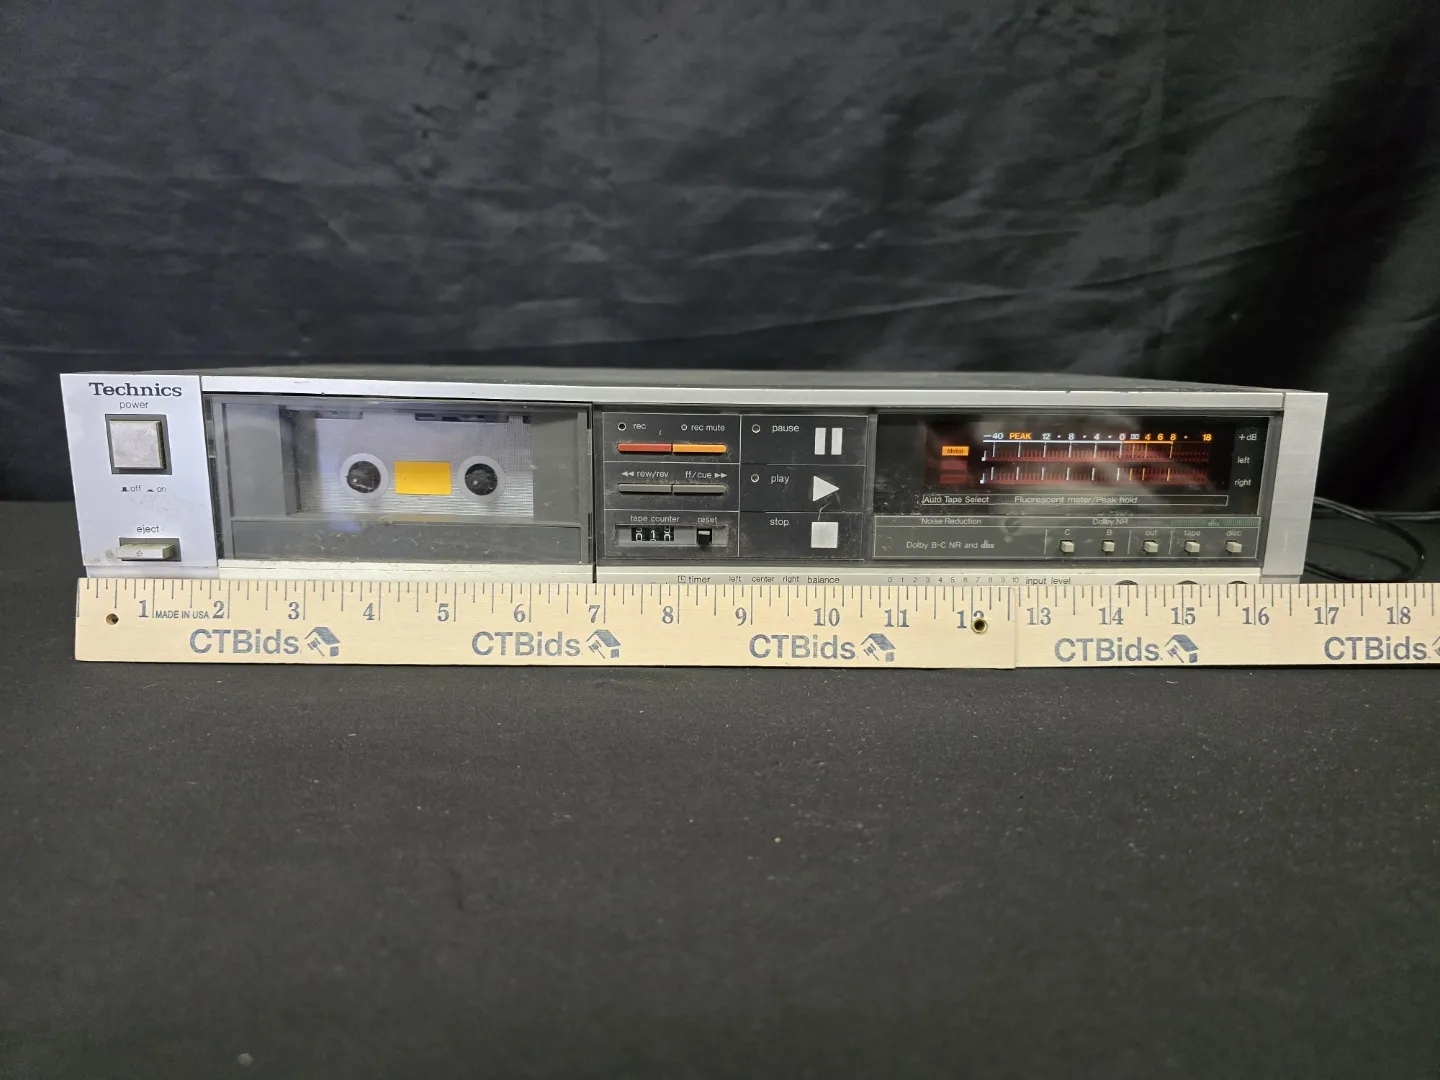 Technics
power
off on
eject
rec rec mute
rew/rev ff/cue
tape counter reset
pause
play
stop
-40 PEAK 12 • 8 • 4 • 0 4 6 8 • 18 +dB
Metal
left
right
Auto Tape Select Fluorescent meter/Peak hold
Noise Reduction Dolby NR dbx
C B out tape disc
Dolby B-C NR and dbx
timer left center right balance 0 1 2 3 4 5 6 7 8 9 10 input level
1 MADE IN USA 2 3 4 5 6 7 8 9 10 11 12 13 14 15 16 17 18
CTBids CTBids CTBids CTBids CTBids